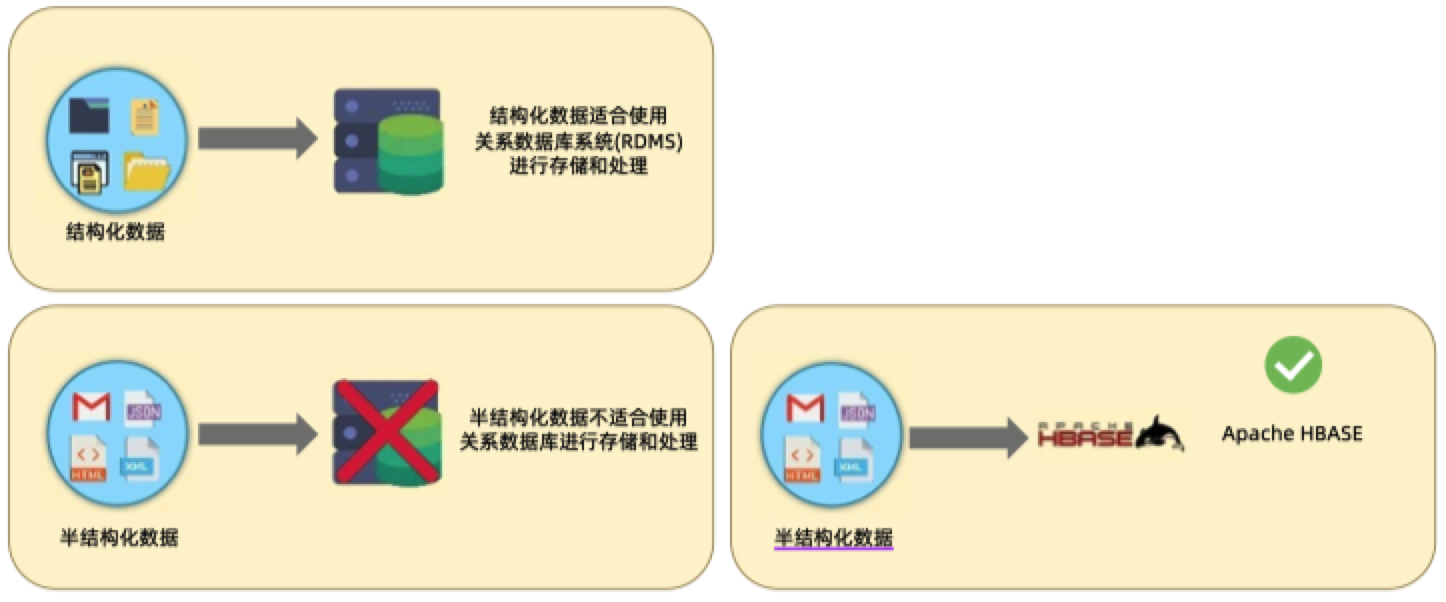 结构化数据适合使用
关系数据库系统(RDMS)
进行存储和处理
结构化数据
JSON
HTML
XML
半结构化数据不适合使用
关系数据库进行存储和处理
半结构化数据
JSON
HTML
XML
APACHE
HBASE
Apache HBASE
半结构化数据